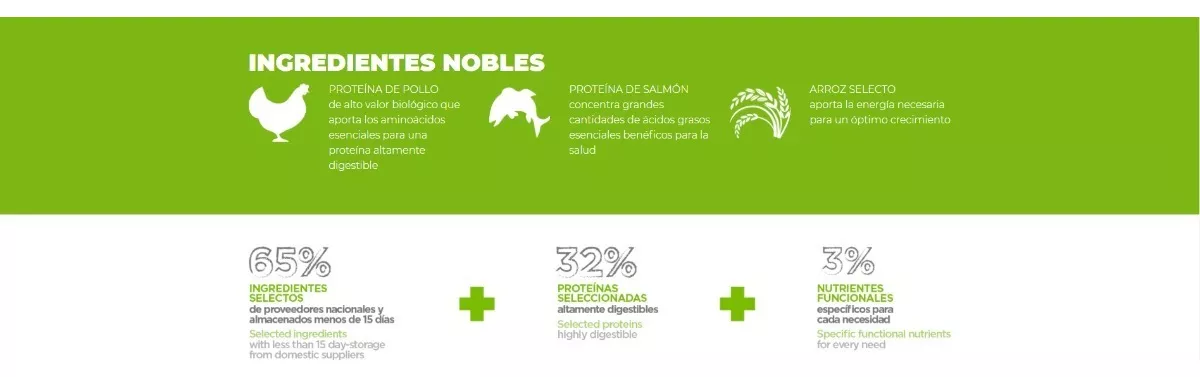 INGREDIENTES NOBLES
PROTEÍNA DE POLLO
de alto valor biológico que
aporta los aminoácidos
esenciales para una
proteína altamente
digestible
PROTEÍNA DE SALMÓN
concentra grandes
cantidades de ácidos grasos
esenciales benéficos para la
salud
ARROZ SELECTO
aporta la energía necesaria
para un óptimo crecimiento
65%
INGREDIENTES
SELECTOS
de proveedores nacionales y
almacenados menos de 15 días
Selected ingredients
with less than 15 day-storage
from domestic suppliers
32%
PROTEÍNAS
SELECCIONADAS
altamente digestibles
Selected proteins
highly digestible
3%
NUTRIENTES
FUNCIONALES
específicos para
cada necesidad
Specific functional nutrients
for every need